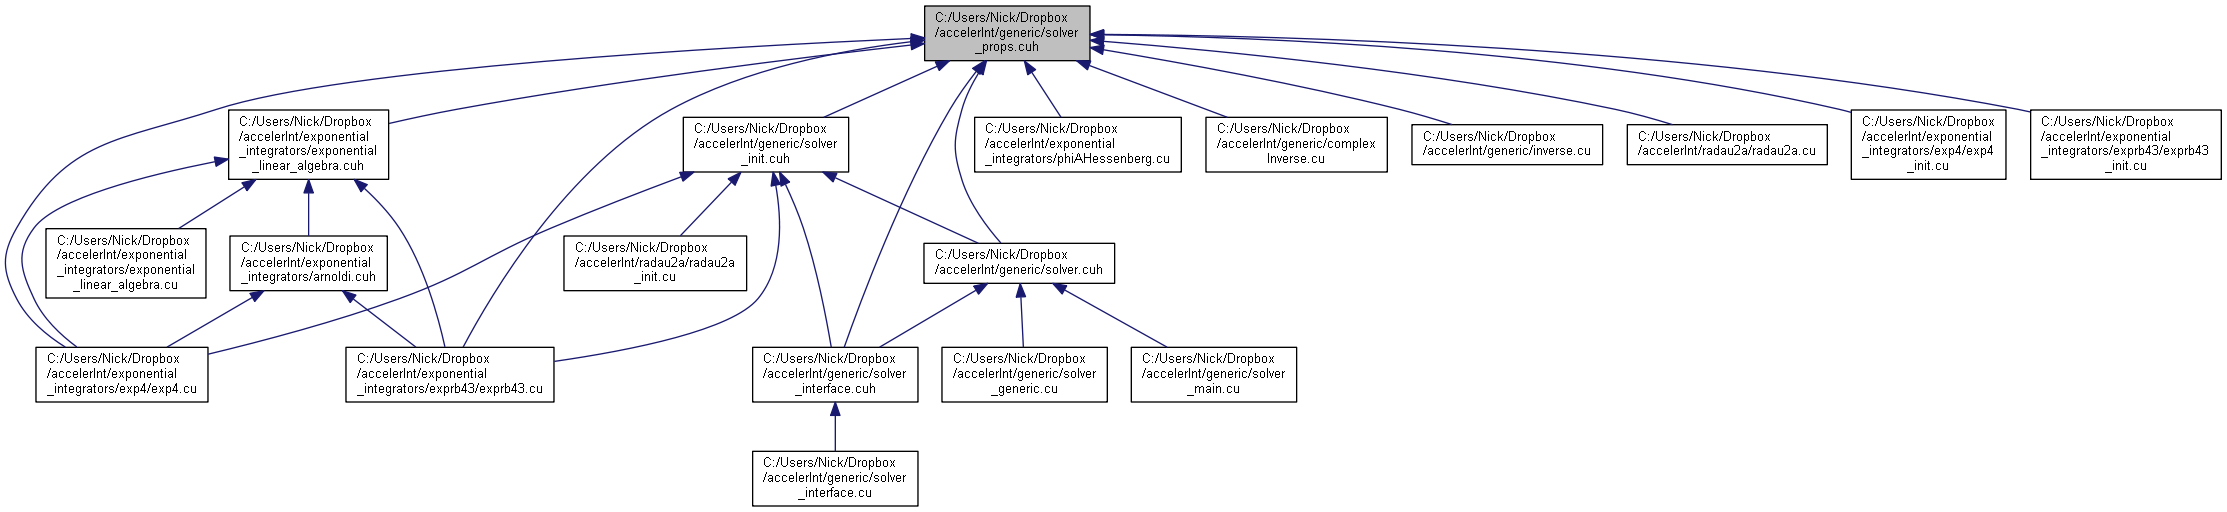 C:/Users/Nick/Dropbox
/accelerInt/generic/solver
_props.cuh
C:/Users/Nick/Dropbox
/accelerInt/exponential
_integrators/exponential
_linear_algebra.cuh
C:/Users/Nick/Dropbox
/accelerInt/generic/solver
_init.cuh
C:/Users/Nick/Dropbox
/accelerInt/exponential
_integrators/phiAHessenberg.cu
C:/Users/Nick/Dropbox
/accelerInt/generic/complex
Inverse.cu
C:/Users/Nick/Dropbox
/accelerInt/generic/inverse.cu
C:/Users/Nick/Dropbox
/accelerInt/radau2a/radau2a.cu
C:/Users/Nick/Dropbox
/accelerInt/exponential
_integrators/exp4/exp4
_init.cu
C:/Users/Nick/Dropbox
/accelerInt/exponential
_integrators/exprb43/exprb43
_init.cu
C:/Users/Nick/Dropbox
/accelerInt/exponential
_integrators/exponential
_linear_algebra.cu
C:/Users/Nick/Dropbox
/accelerInt/exponential
_integrators/arnoldi.cuh
C:/Users/Nick/Dropbox
/accelerInt/radau2a/radau2a
_init.cu
C:/Users/Nick/Dropbox
/accelerInt/generic/solver.cuh
C:/Users/Nick/Dropbox
/accelerInt/exponential
_integrators/exp4/exp4.cu
C:/Users/Nick/Dropbox
/accelerInt/exponential
_integrators/exprb43/exprb43.cu
C:/Users/Nick/Dropbox
/accelerInt/generic/solver
_interface.cuh
C:/Users/Nick/Dropbox
/accelerInt/generic/solver
_generic.cu
C:/Users/Nick/Dropbox
/accelerInt/generic/solver
_main.cu
C:/Users/Nick/Dropbox
/accelerInt/generic/solver
_interface.cu